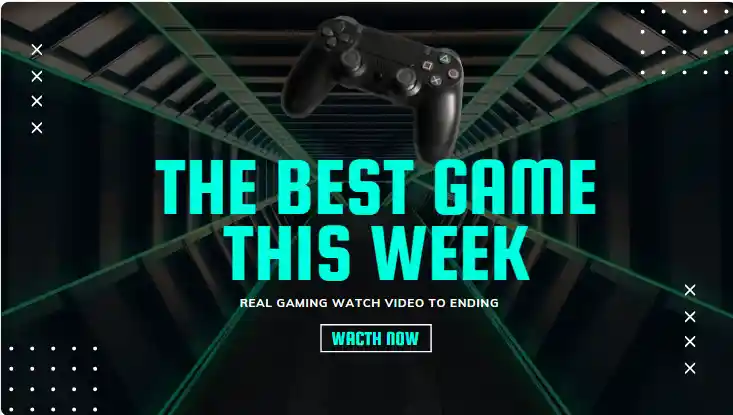 THE BEST GAME
THIS WEEK
REAL GAMING WATCH VIDEO TO ENDING
WACTH NOW